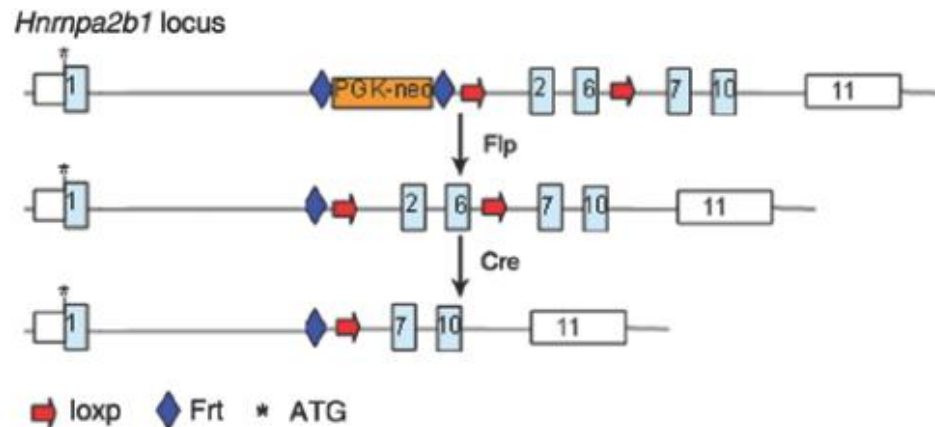 Hnrnpa2b1 locus
*
1 PGK-neo 2 6 7 10 11
Flp
*
1 2 6 7 10 11
Cre
*
1 7 10 11
loxp Frt * ATG